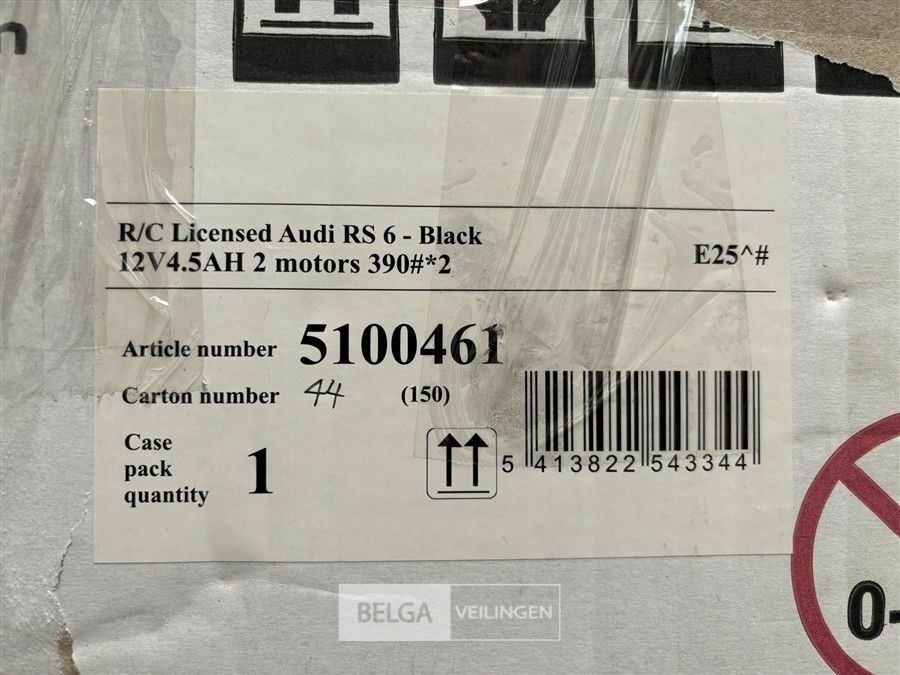 R/C Licensed Audi RS 6 - Black
12V4.5AH 2 motors 390#*2
E25^#
Article number 5100461
Carton number 44 (150)
Case
pack
quantity
1
5 413822 543344
0-
BELGA VEILINGEN